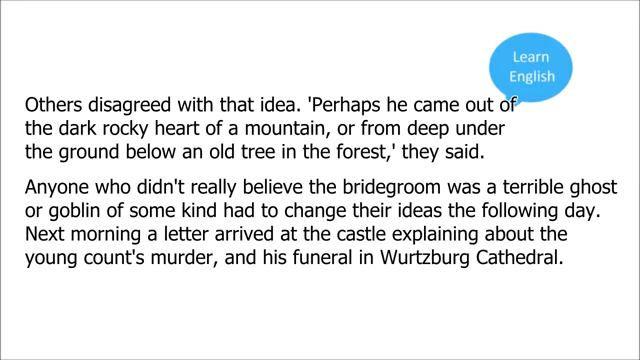 Learn
English
Others disagreed with that idea. 'Perhaps he came out of
the dark rocky heart of a mountain, or from deep under
the ground below an old tree in the forest,' they said.
Anyone who didn't really believe the bridegroom was a terrible ghost
or goblin of some kind had to change their ideas the following day.
Next morning a letter arrived at the castle explaining about the
young count's murder, and his funeral in Wurtzburg Cathedral.